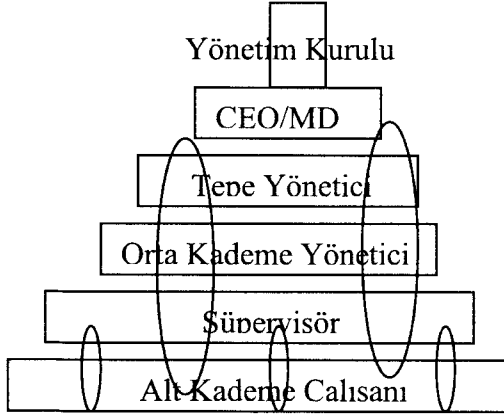 Yönetim Kurulu
CEO/MD
Tepe Yönetici
Orta Kademe Yönetici
Süpervisör
Alt Kademe Calısanı